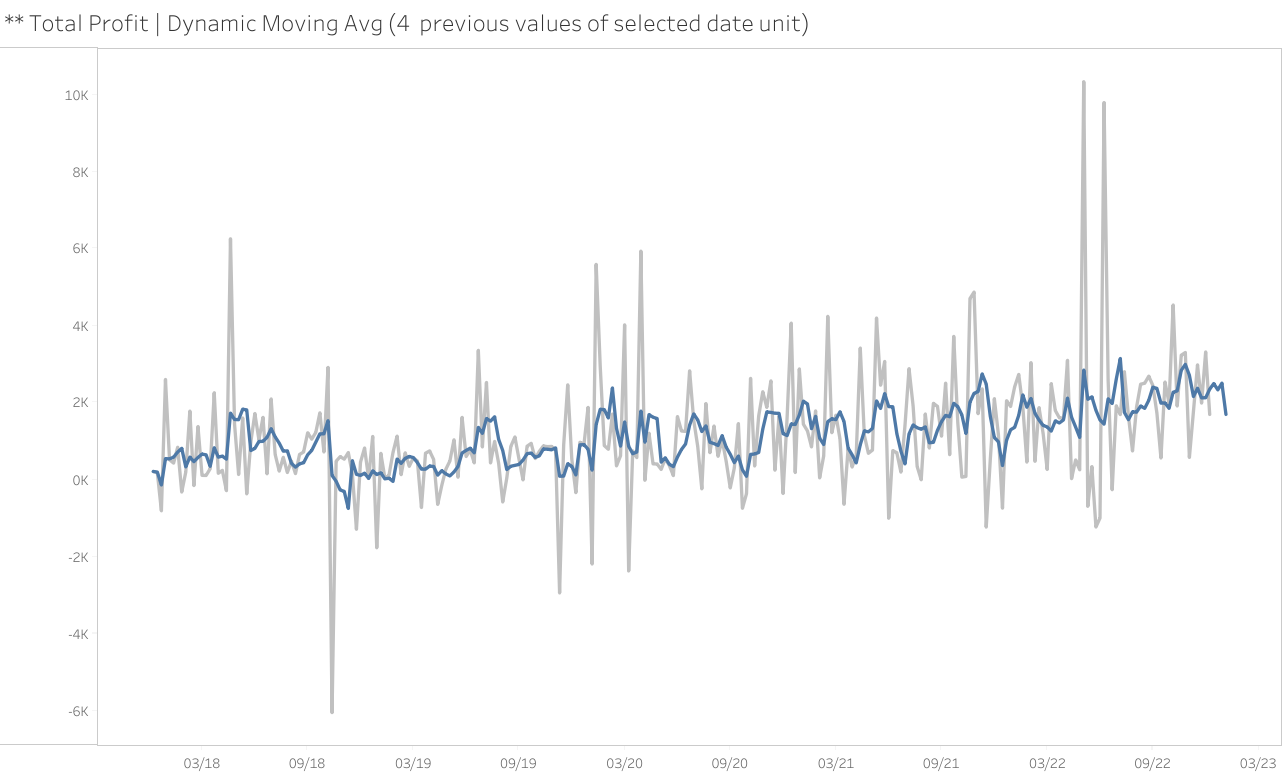 ** Total Profit | Dynamic Moving Avg (4  previous values of selected date unit)
10K
8K
6K
4K
2K
0K
-2K
-4K
-6K
03/18 09/18 03/19 09/19 03/20 09/20 03/21 09/21 03/22 09/22 03/23